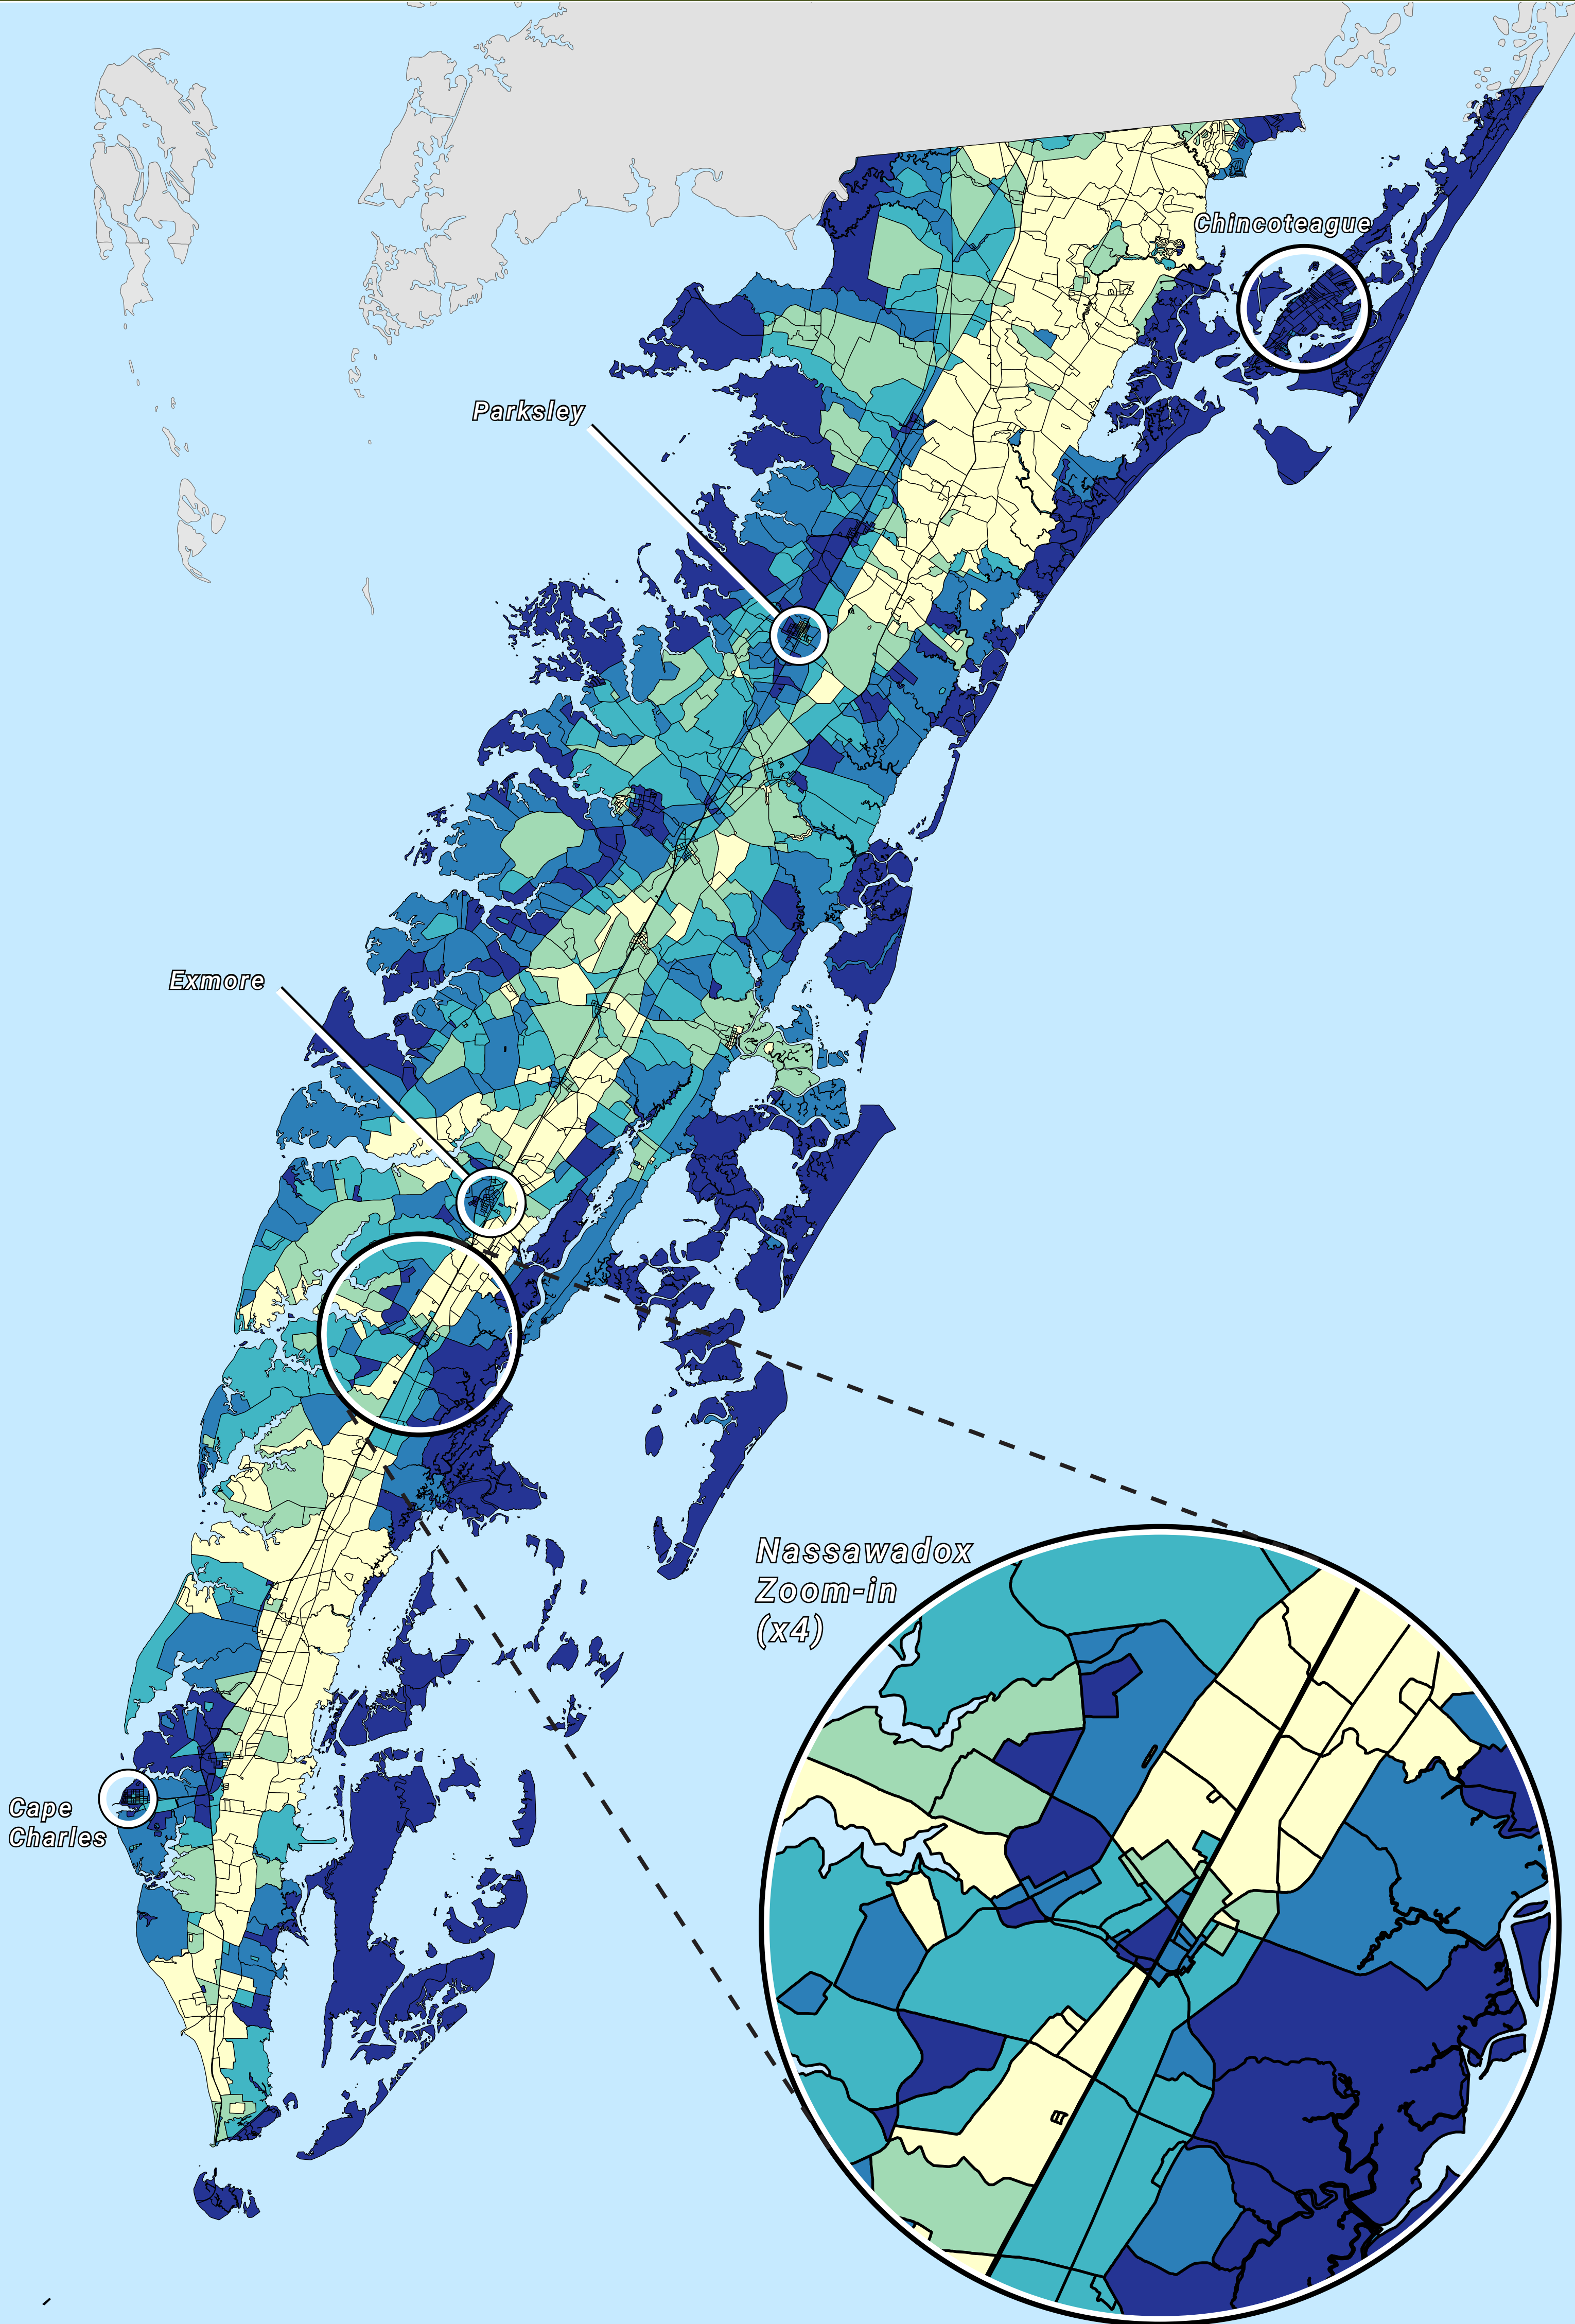 Chincoteague
Parksley
Exmore
Nassawadox
Zoom-in
(x4)
Cape
Charles